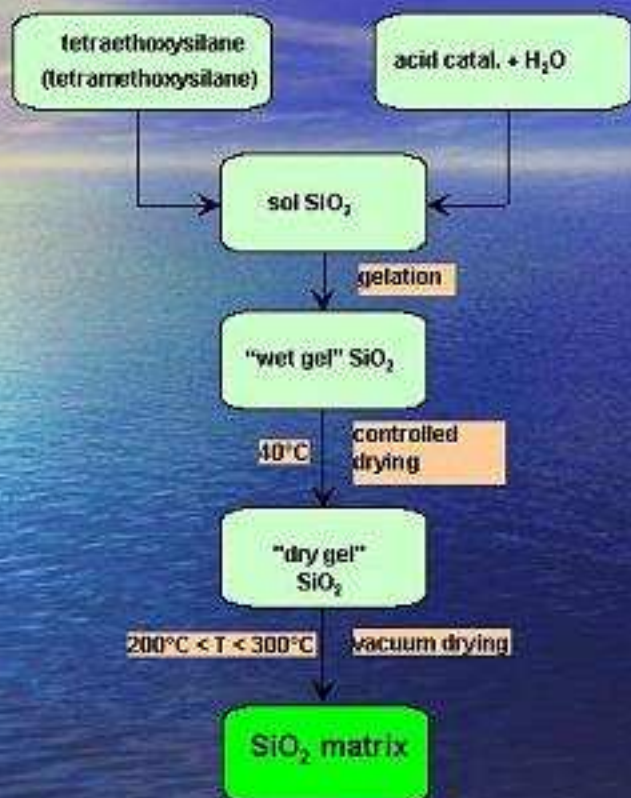 tetraethoxysilane
(tetramethoxysilane)
acid catal. + H₂O
sol SiO₂
gelation
"wet gel" SiO₂
40°C
controlled
drying
"dry gel"
SiO₂
200°C < T < 300°C
vacuum drying
SiO₂ matrix